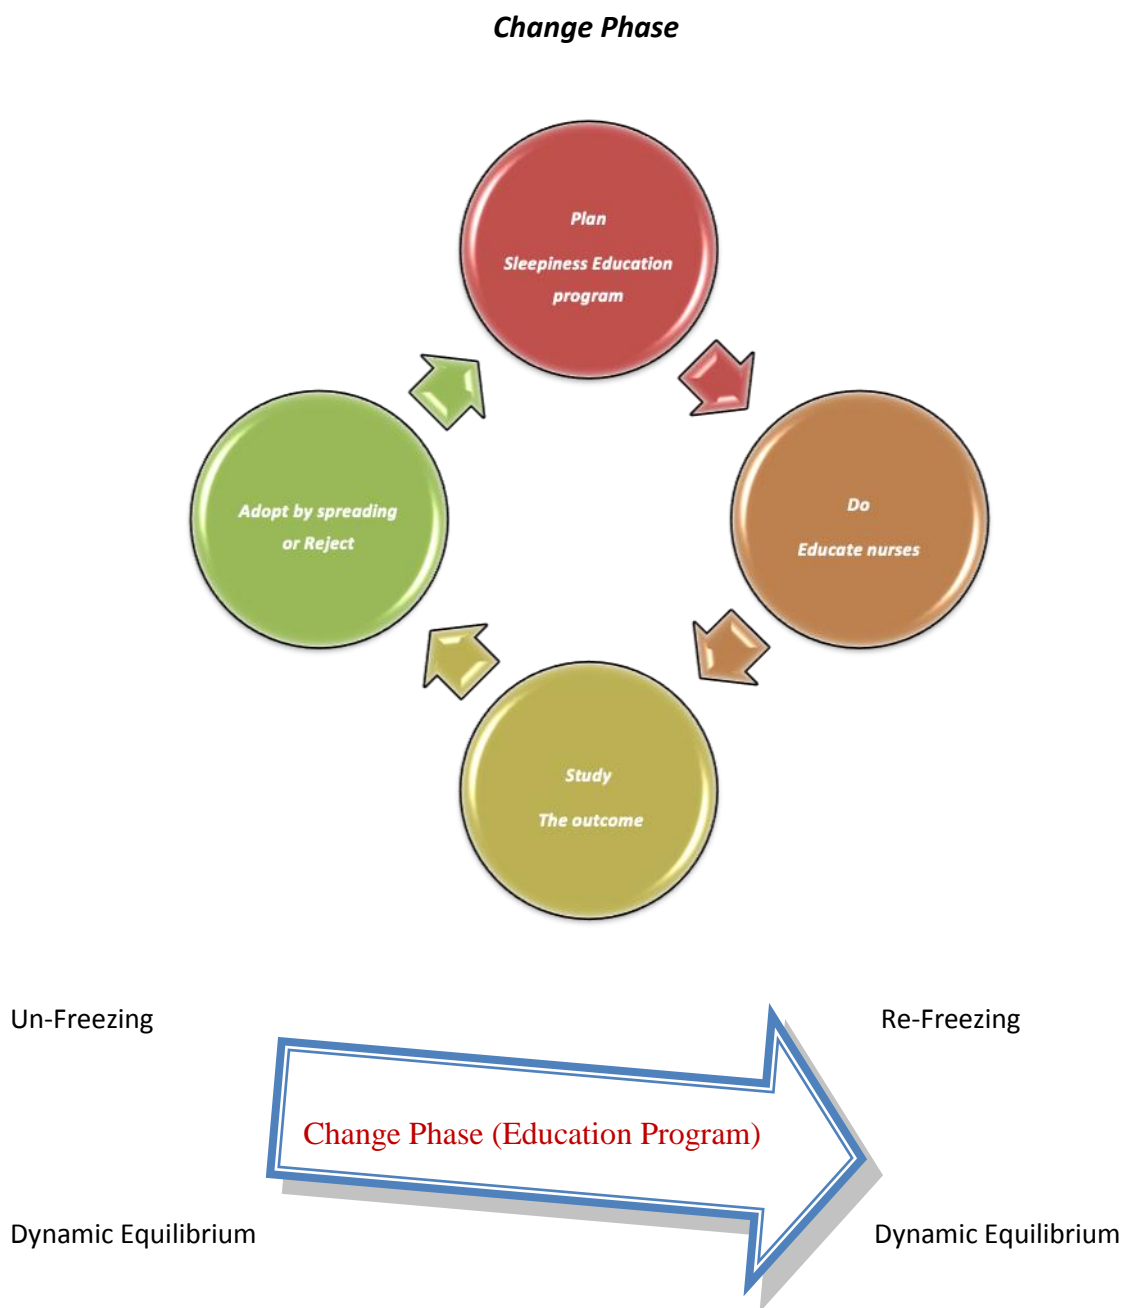 Change Phase
Plan
Sleepiness Education
program
Do
Educate nurses
Study
The outcome
Adopt by spreading
or Reject
Un-Freezing
Re-Freezing
Change Phase (Education Program)
Dynamic Equilibrium
Dynamic Equilibrium